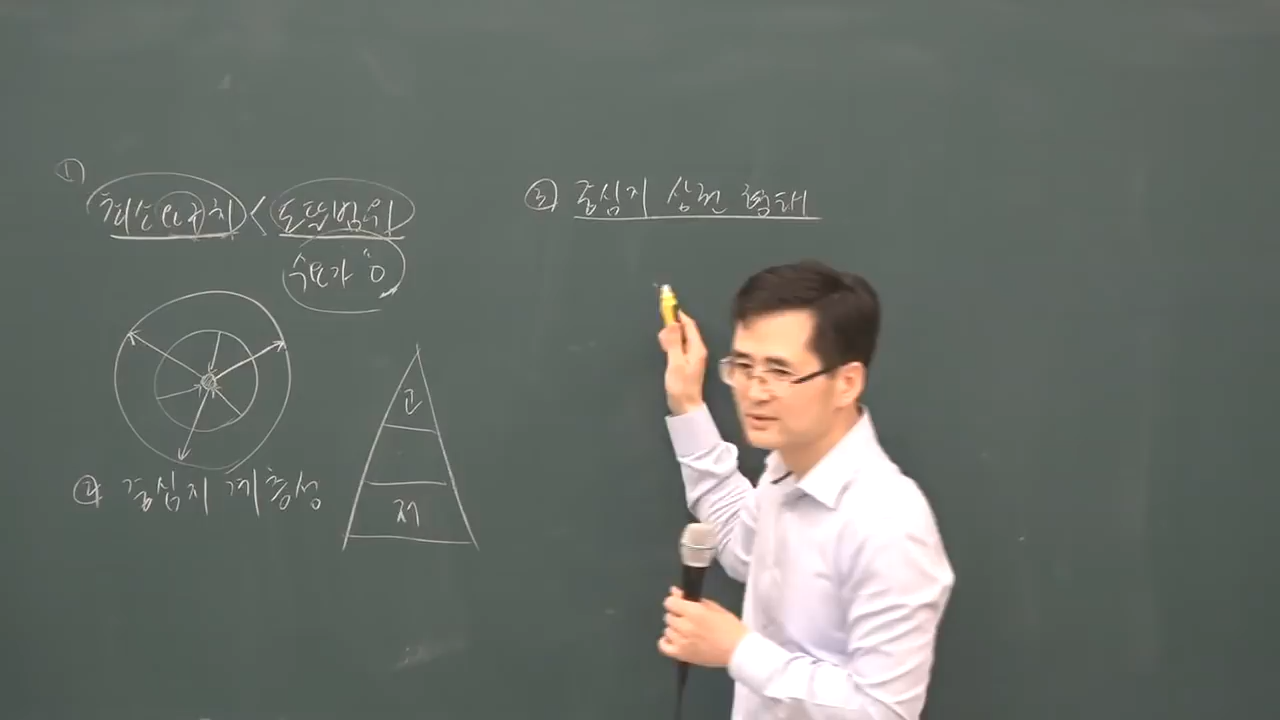 ① 최소요구치 < 도달범위
수요가 "0
고
저
② 중심지 계층성
③ 중심지 상권 형태